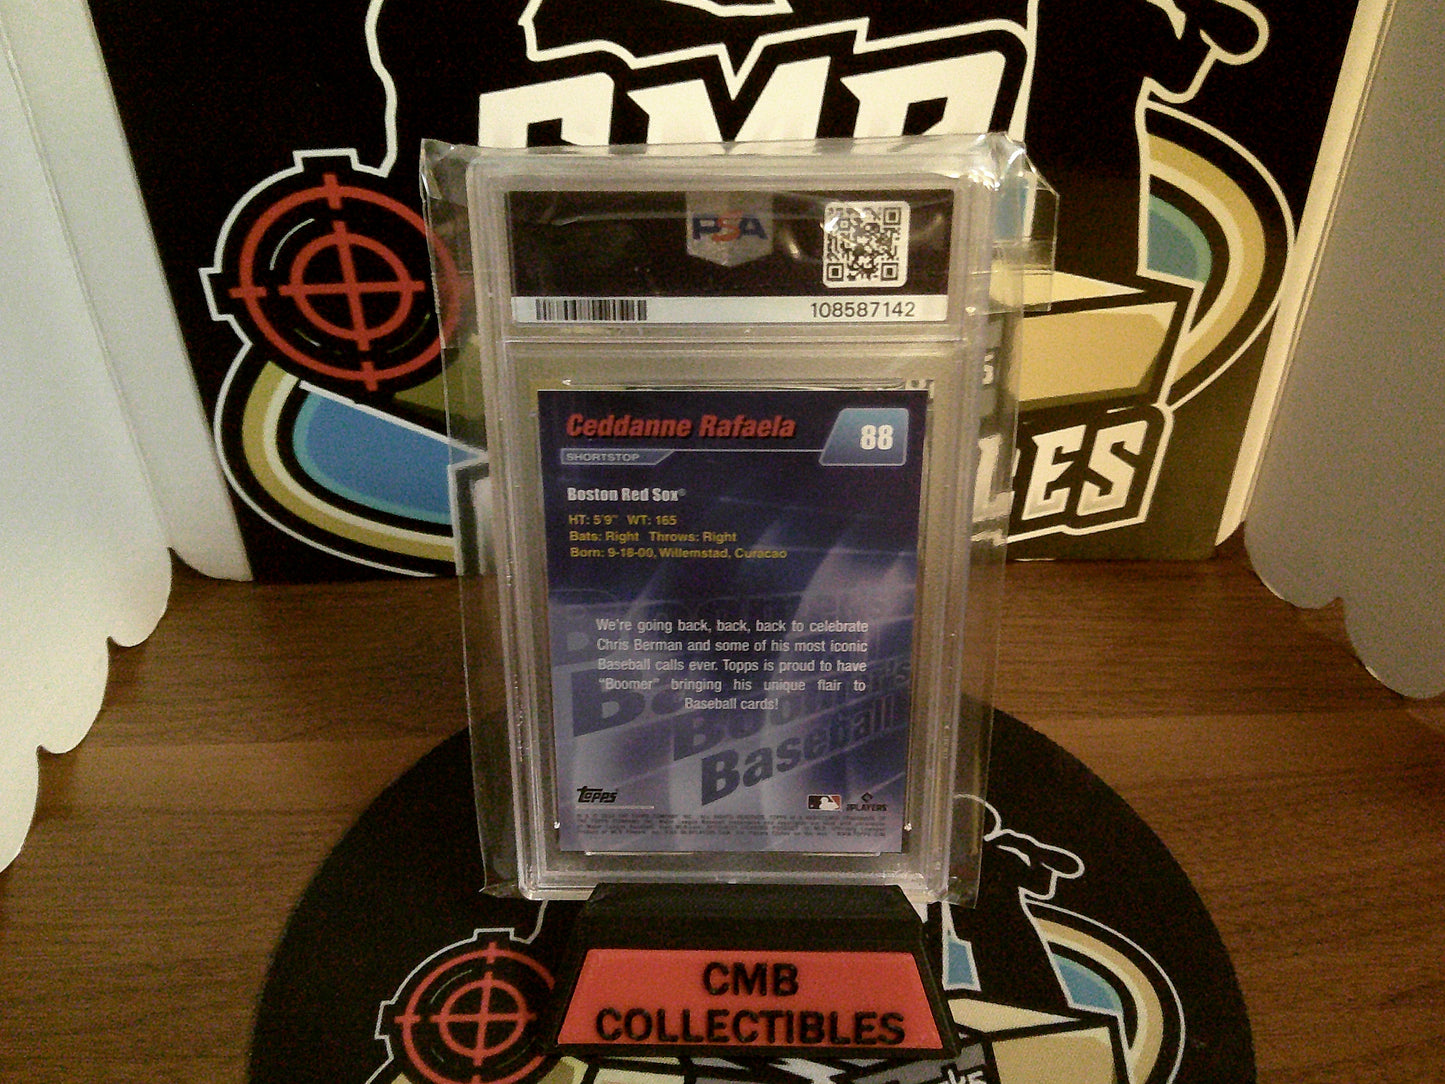 CMB
PSA
108587142
Ceddanne Rafaela
88
SHORTSTOP
Boston Red Sox®
HT: 5'9" WT: 165
Bats: Right Throws: Right
Born: 9-18-00, Willemstad, Curacao
We're going back, back, back to celebrate
Chris Berman and some of his most iconic
Baseball calls ever. Topps is proud to have
"Boomer" bringing his unique flair to
Baseball cards!
Boomer's
Baseball
Topps
PLAYERS
CMB
COLLECTIBLES